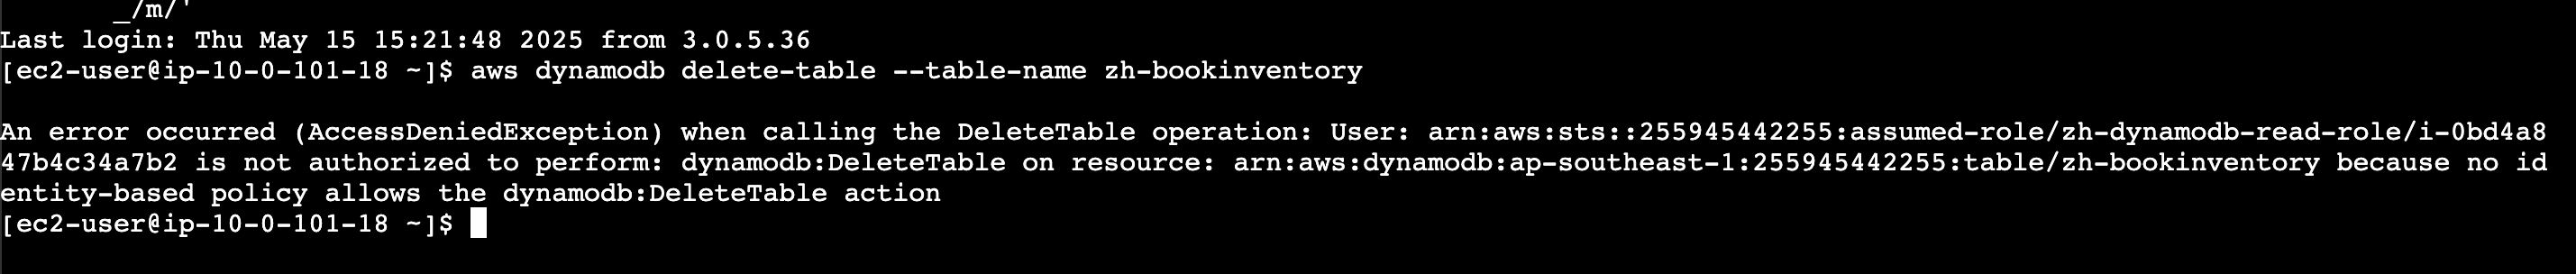 _/m/'
Last login: Thu May 15 15:21:48 2025 from 3.0.5.36
[ec2-user@ip-10-0-101-18 ~]$ aws dynamodb delete-table --table-name zh-bookinventory
An error occurred (AccessDeniedException) when calling the DeleteTable operation: User: arn:aws:sts::255945442255:assumed-role/zh-dynamodb-read-role/i-0bd4a8
47b4c34a7b2 is not authorized to perform: dynamodb:DeleteTable on resource: arn:aws:dynamodb:ap-southeast-1:255945442255:table/zh-bookinventory because no id
entity-based policy allows the dynamodb:DeleteTable action
[ec2-user@ip-10-0-101-18 ~]$